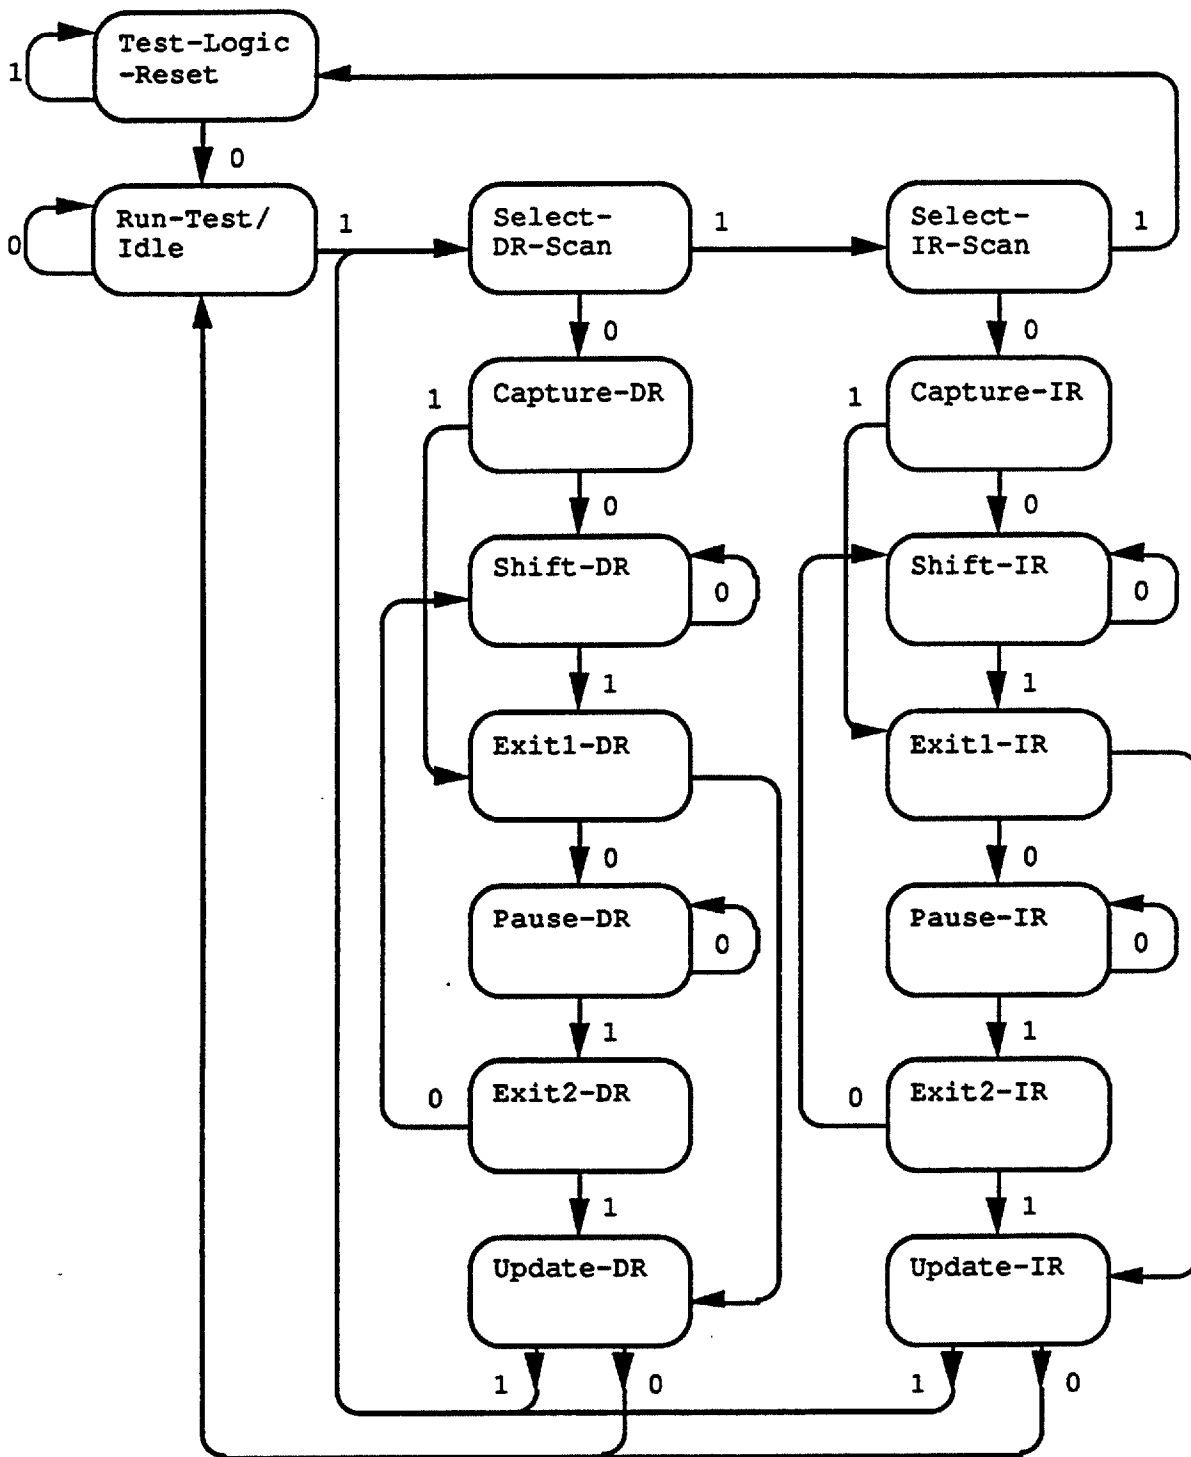 Test-Logic
-Reset
1
0
Run-Test/
Idle
0
1
Select-
DR-Scan
1
Select-
IR-Scan
1
0
0
Capture-DR
1
Capture-IR
1
0
0
Shift-DR
0
Shift-IR
0
1
1
Exit1-DR
Exit1-IR
0
0
Pause-DR
0
Pause-IR
0
1
1
Exit2-DR
0
Exit2-IR
0
1
1
Update-DR
Update-IR
1
0
1
0